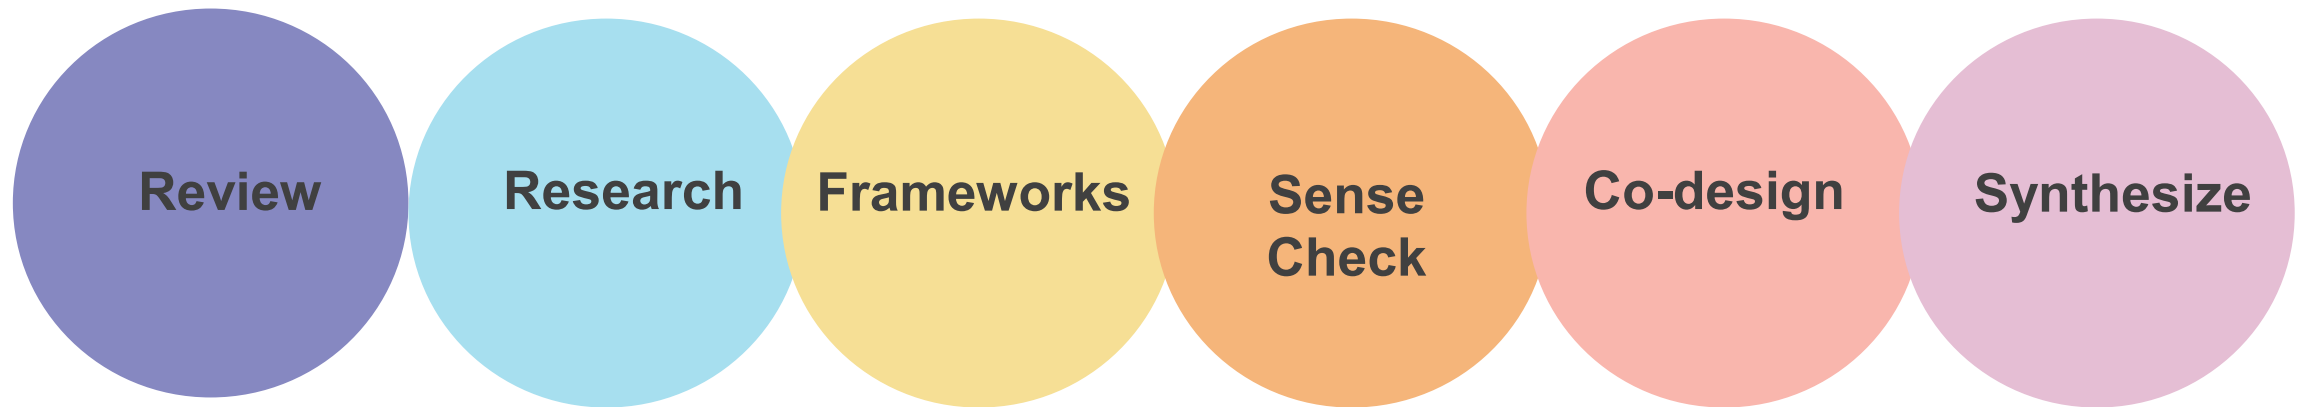 Review
Research
Frameworks
Sense
Check
Co-design
Synthesize